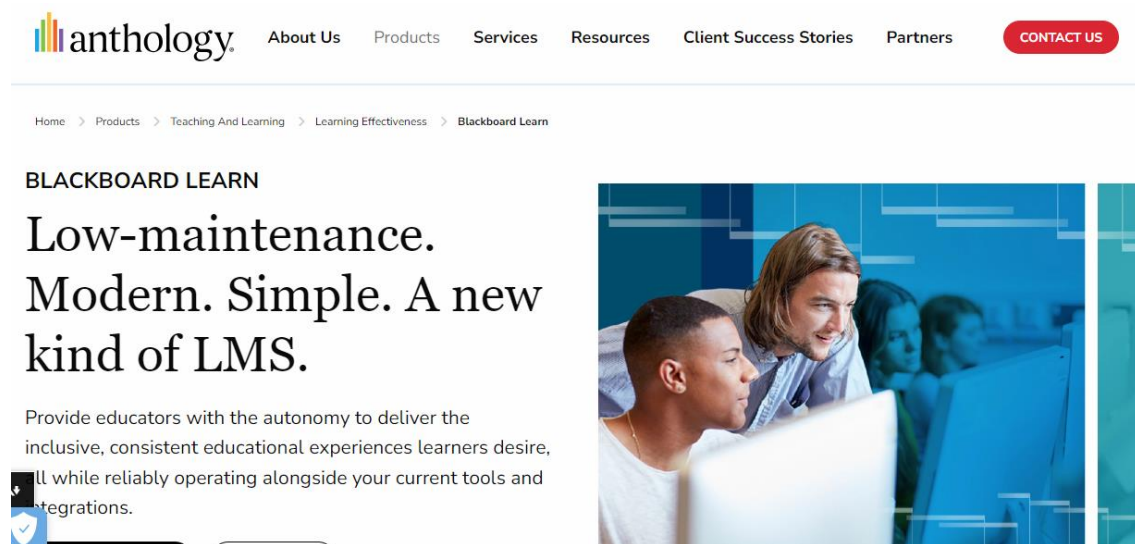 anthology.
About Us Products Services Resources Client Success Stories Partners CONTACT US
Home > Products > Teaching And Learning > Learning Effectiveness > Blackboard Learn
BLACKBOARD LEARN
Low-maintenance.
Modern. Simple. A new
kind of LMS.
Provide educators with the autonomy to deliver the
inclusive, consistent educational experiences learners desire,
all while reliably operating alongside your current tools and
integrations.